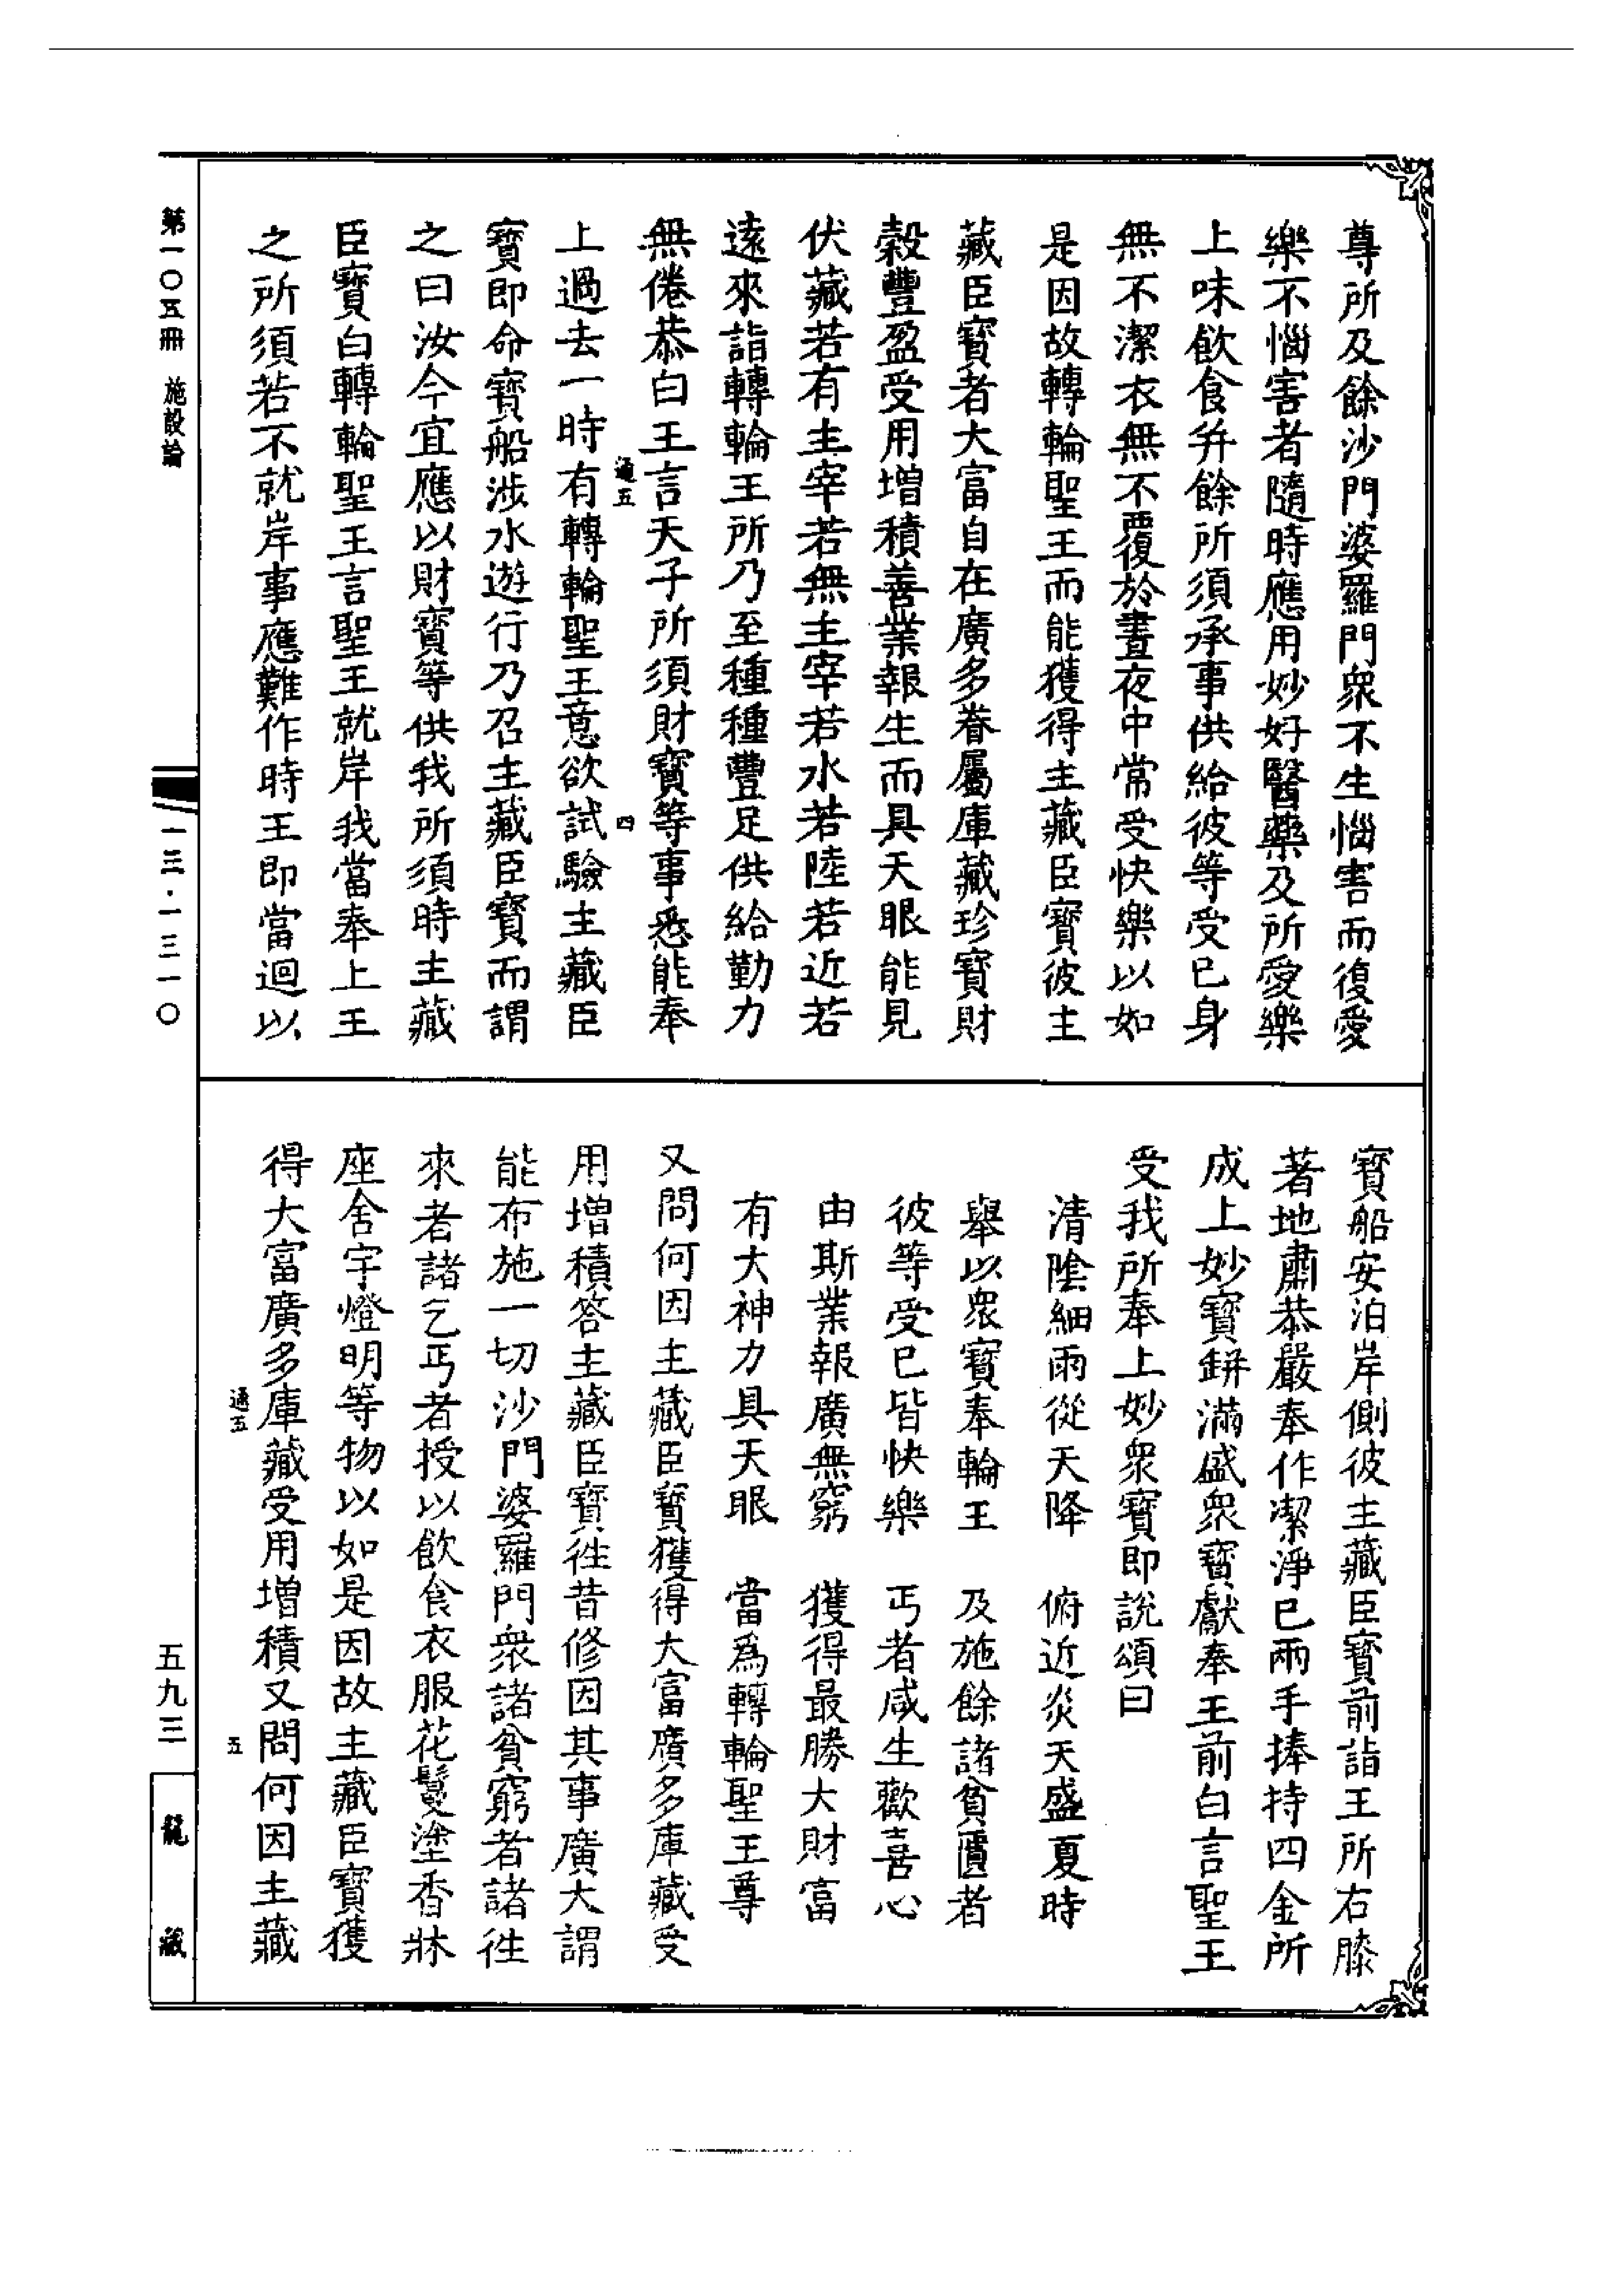 尊所及餘沙門婆羅門衆不生惱害而復愛
樂不惱害者隨時應用妙好醫藥及所愛樂
上味飲食并餘所須承事供給彼等受已身
無不潔衣無不覆於晝夜中常受快樂以如
是因故轉輪聖王而能獲得主藏臣寶彼主
藏臣寶者大富自在廣多眷屬庫藏珍寶財
穀豐盈受用增積善業報生而具天眼能見
伏藏若有主宰若無主宰若水若陸若近若
遠來詣轉輪王所乃至種種豐足供給勤力
無倦恭白王言天子所須財寶等事悉能奉
通五
四
上過去一時有轉輪聖王意欲試驗主藏臣
寶即命寶船涉水遊行乃召主藏臣寶而謂
之曰汝今宜應以財寶等供我所須時主藏
臣寶白轉輪聖王言聖王就岸我當奉上王
之所須若不就岸事應難作時王即當迴以
寶船安泊岸側彼主藏臣寶前詣王所右膝
著地肅恭嚴奉作潔淨已兩手捧持四金所
成上妙寶缾滿盛衆寶獻奉王前白言聖王
受我所奉上妙衆寶即說頌曰
清陰細雨從天降 俯近炎天盛夏時
舉以衆寶奉輪王 及施餘諸貧匱者
彼等受已皆快樂 丐者咸生歡喜心
由斯業報廣無窮 獲得最勝大財富
有大神力具天眼 當爲轉輪聖王尊
又問何因主藏臣寶獲得大富廣多庫藏受
用增積答主藏臣寶徃昔修因其事廣大謂
能布施一切沙門婆羅門衆諸貧窮者諸徃
來者諸乞丐者授以飲食衣服花鬘塗香牀
座舍宇燈明等物以如是因故主藏臣寶獲
得大富廣多庫藏受用增積又問何因主藏
通五
五
第一〇五冊 施設論
一三·一三一〇
五九三
龍藏